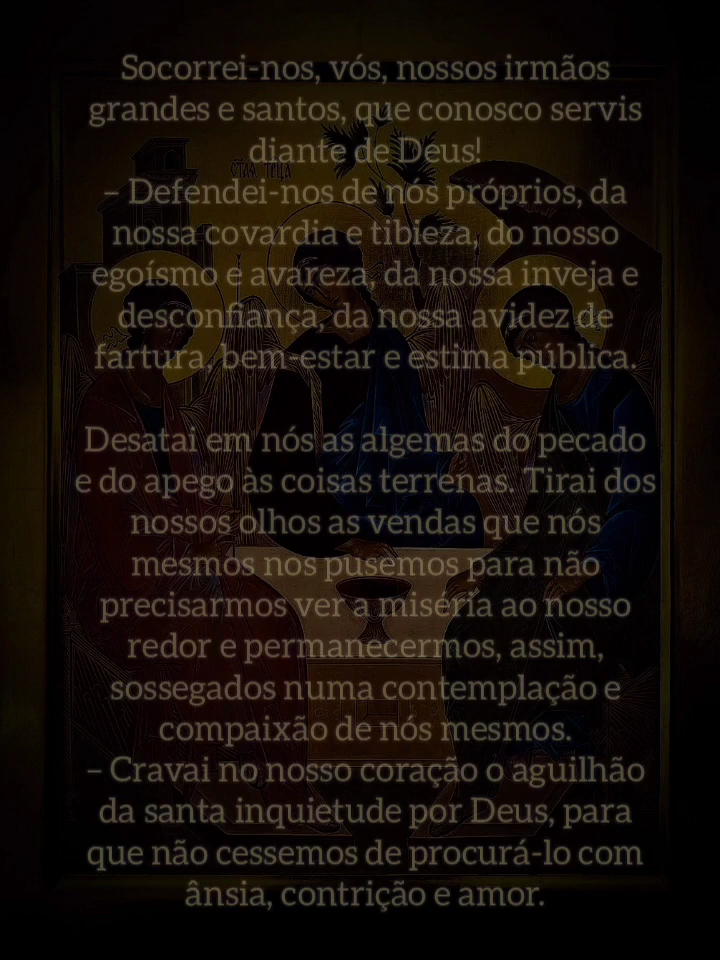 Socorrei-nos, vós, nossos irmãos
grandes e santos, que conosco servis
diante de Deus!
– Defendei-nos de nós próprios, da
nossa covardia e tibieza, do nosso
egoísmo e avareza, da nossa inveja e
desconfiança, da nossa avidez de
fartura, bem-estar e estima pública.
Desatai em nós as algemas do pecado
e do apego às coisas terrenas. Tirai dos
nossos olhos as vendas que nós
mesmos nos pusemos para não
precisarmos ver a miséria ao nosso
redor e permanecermos, assim,
sossegados numa contemplação e
compaixão de nós mesmos.
– Cravai no nosso coração o aguilhão
da santa inquietude por Deus, para
que não cessemos de procurá-lo com
ânsia, contrição e amor.